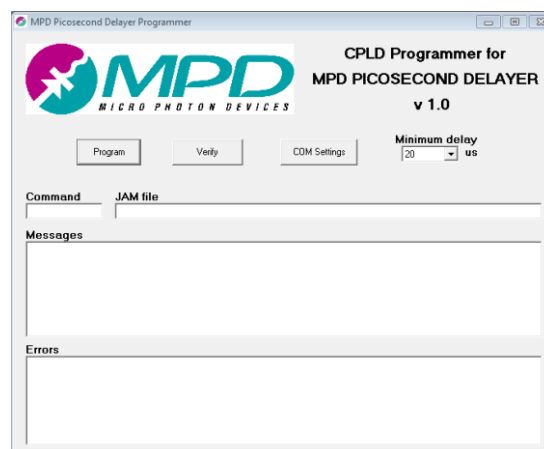 MPD Picosecond Delayer Programmer
MPD
MICRO PHOTON DEVICES
CPLD Programmer for
MPD PICOSECOND DELAYER
v 1.0
Program
Verify
COM Settings
Minimum delay
20 us
Command
JAM file
Messages
Errors